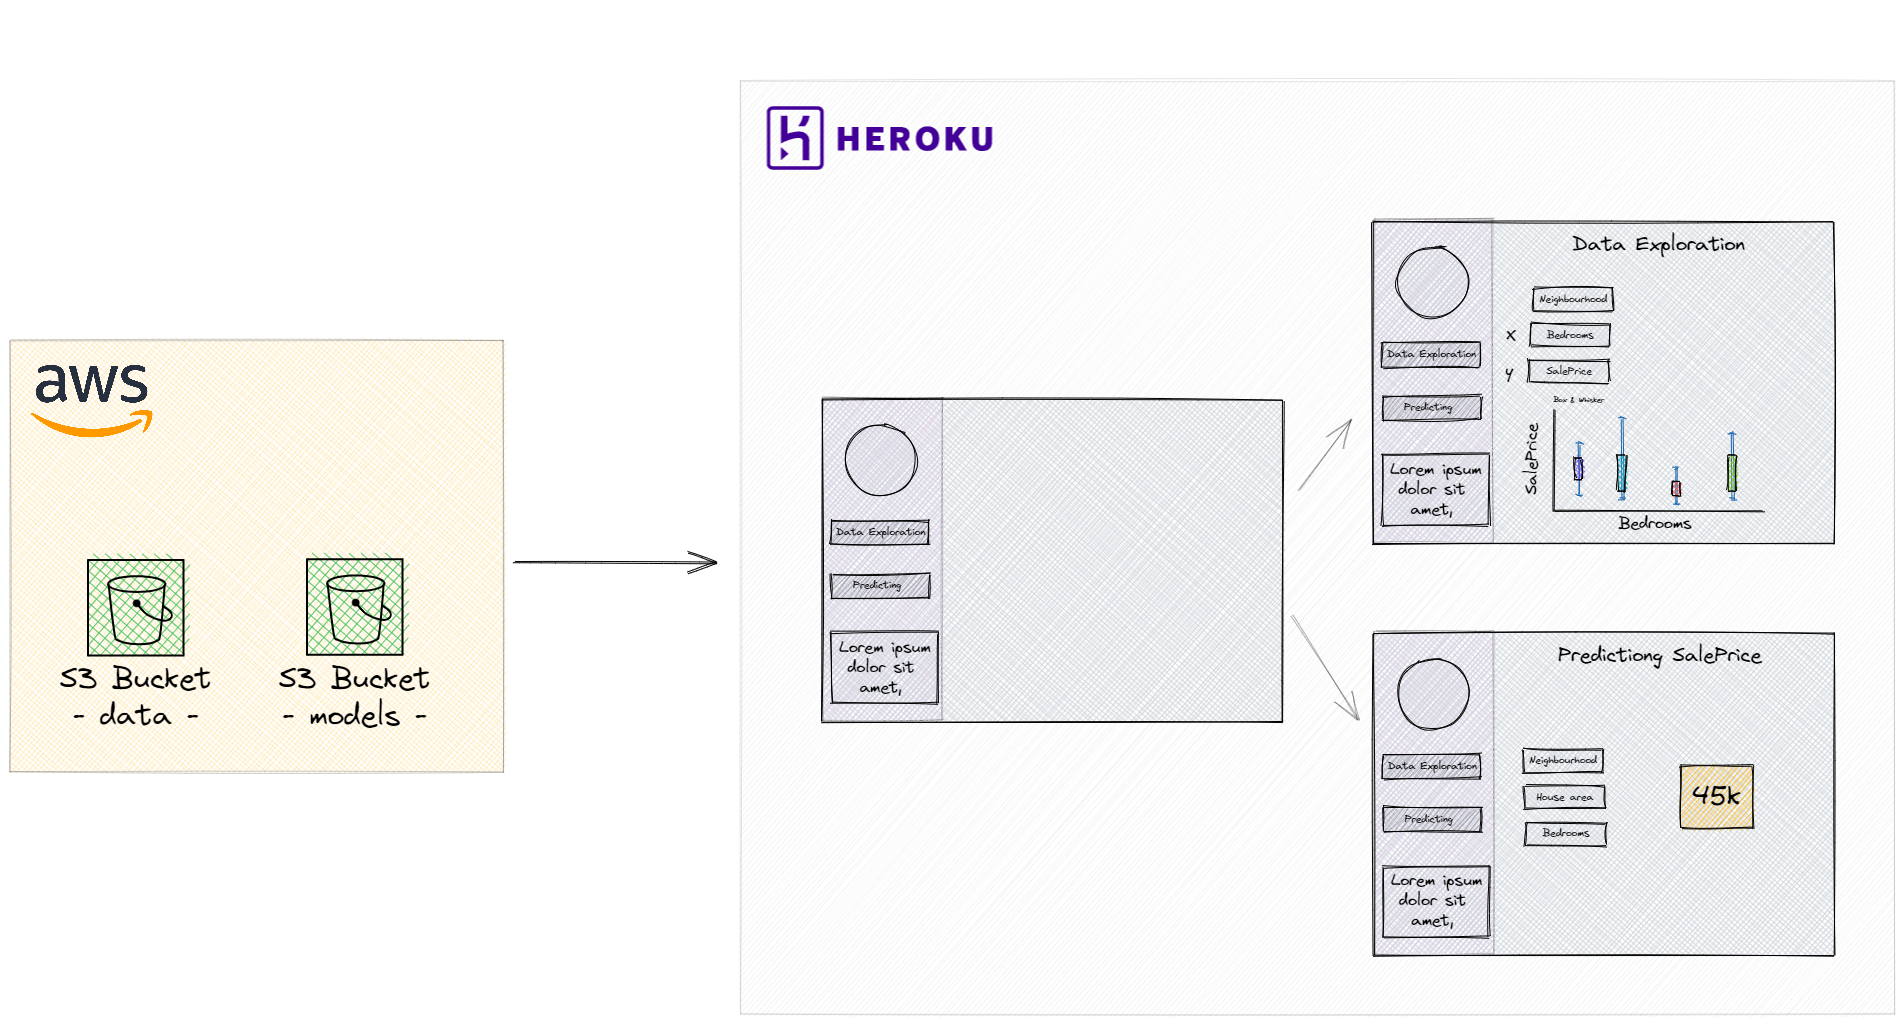 HEROKU
aws
S3 Bucket
- data -
S3 Bucket
- models -
Data Exploration
Predicting
Lorem ipsum
dolor sit
amet,
Data Exploration
Neighbourhood
x
Bedrooms
y
SalePrice
Box & Whisker
SalePrice
Bedrooms
Data Exploration
Predicting
Lorem ipsum
dolor sit
amet,
Predictiong SalePrice
Neighbourhood
House area
Bedrooms
45k
Data Exploration
Predicting
Lorem ipsum
dolor sit
amet,